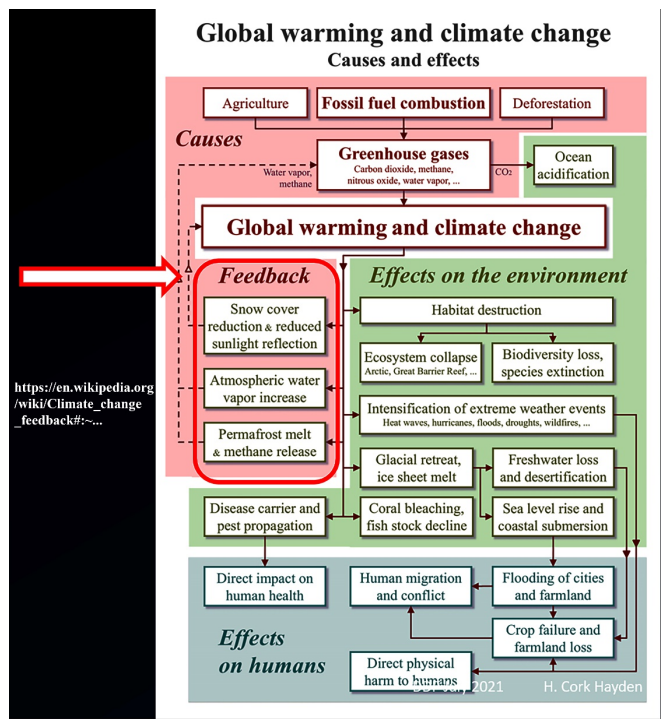 Global warming and climate change
Causes and effects
Agriculture
Fossil fuel combustion
Deforestation
Causes
Greenhouse gases
Carbon dioxide, methane,
nitrous oxide, water vapor, ...
Water vapor,
methane
CO₂
Ocean
acidification
Global warming and climate change
Feedback
Effects on the environment
Snow cover
reduction & reduced
sunlight reflection
Habitat destruction
Ecosystem collapse
Arctic, Great Barrier Reef, ...
Biodiversity loss,
species extinction
https://en.wikipedia.org
/wiki/Climate_change
_feedback#:~...
Atmospheric water
vapor increase
Intensification of extreme weather events
Heat waves, hurricanes, floods, droughts, wildfires, ...
Permafrost melt
& methane release
Glacial retreat,
ice sheet melt
Freshwater loss
and desertification
Disease carrier and
pest propagation
Coral bleaching,
fish stock decline
Sea level rise and
coastal submersion
Direct impact on
human health
Human migration
and conflict
Flooding of cities
and farmland
Effects
on humans
Crop failure and
farmland loss
Direct physical
harm to humans
July 2021
H. Cork Hayden